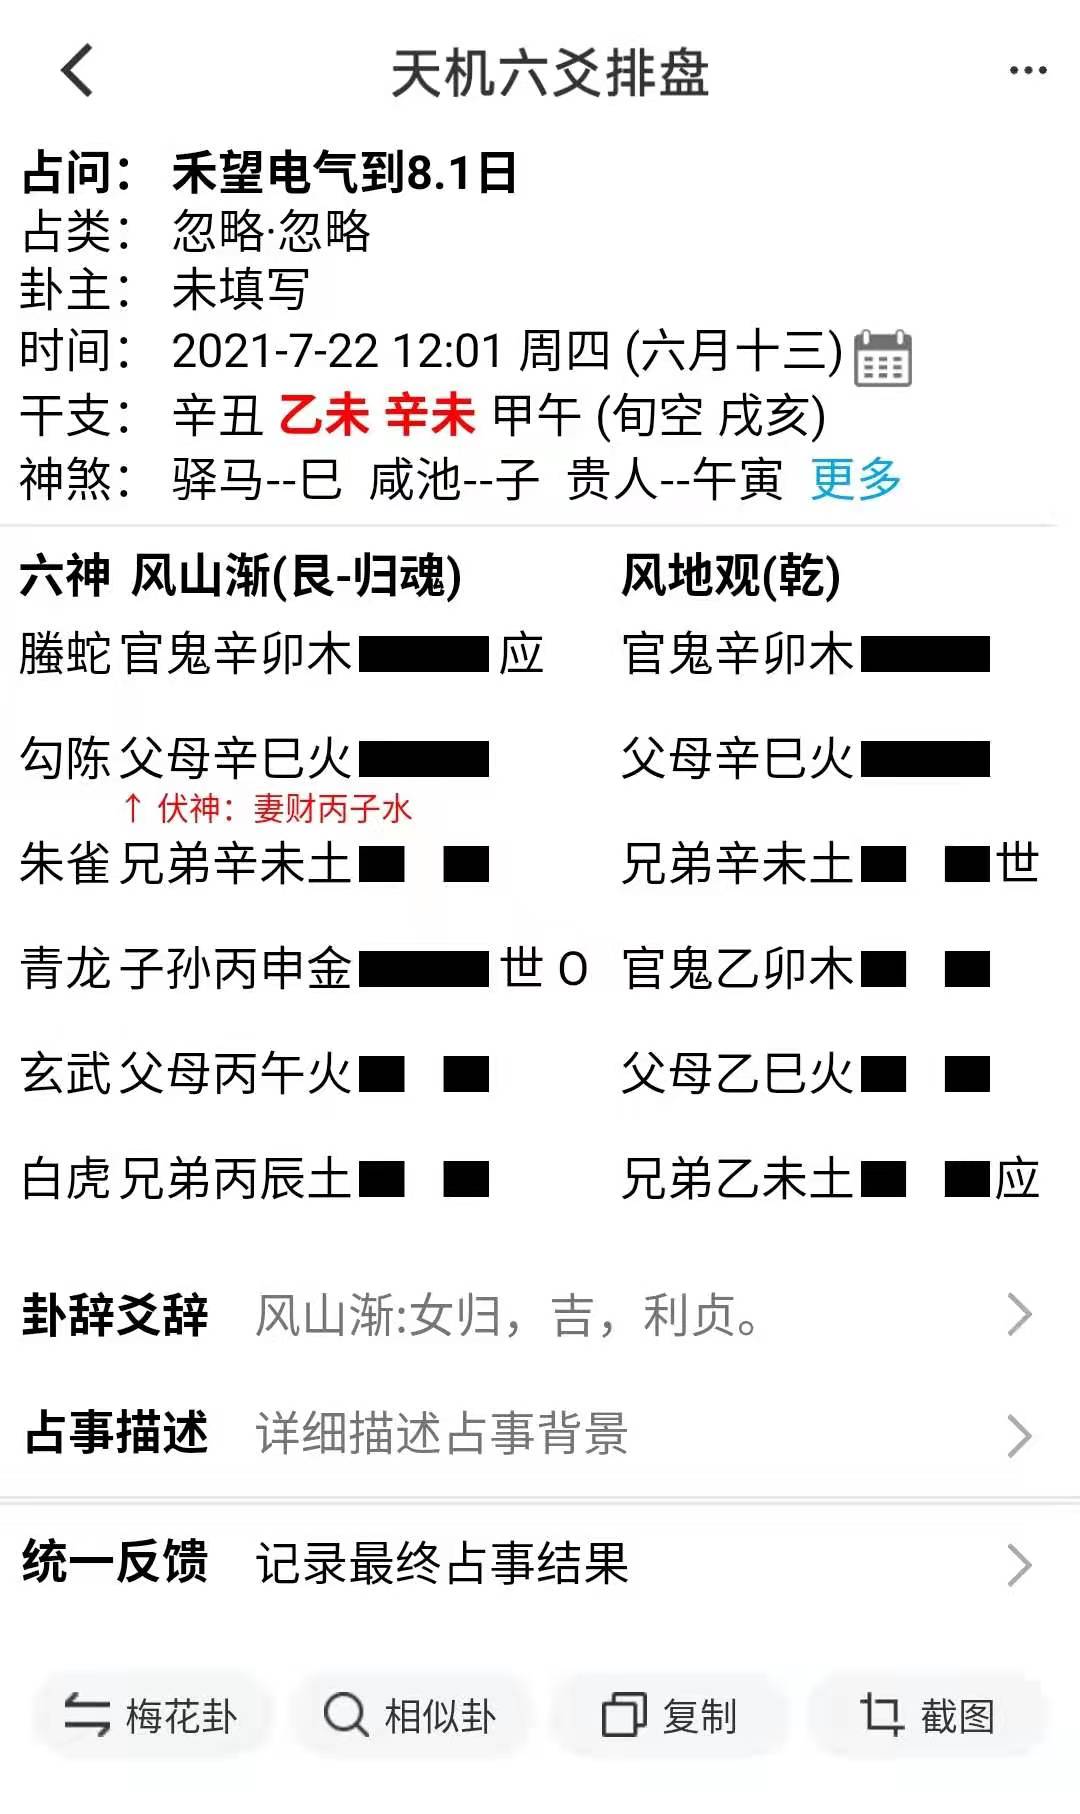 天机六爻排盘
占问： 禾望电气到8.1日
占类： 忽略·忽略
卦主： 未填写
时间： 2021-7-22 12:01 周四 (六月十三)
干支： 辛丑 乙未 辛未 甲午 (旬空 戌亥)
神煞： 驿马--巳 咸池--子 贵人--午寅 更多
六神 风山渐(艮-归魂) 风地观(乾)
螣蛇 官鬼辛卯木 应 官鬼辛卯木
勾陈 父母辛巳火 父母辛巳火
↑ 伏神：妻财丙子水
朱雀 兄弟辛未土 兄弟辛未土 世
青龙 子孙丙申金 世 O 官鬼乙卯木
玄武 父母丙午火 父母乙巳火
白虎 兄弟丙辰土 兄弟乙未土 应
卦辞爻辞 风山渐:女归，吉，利贞。
占事描述 详细描述占事背景
统一反馈 记录最终占事结果
梅花卦 相似卦 复制 截图